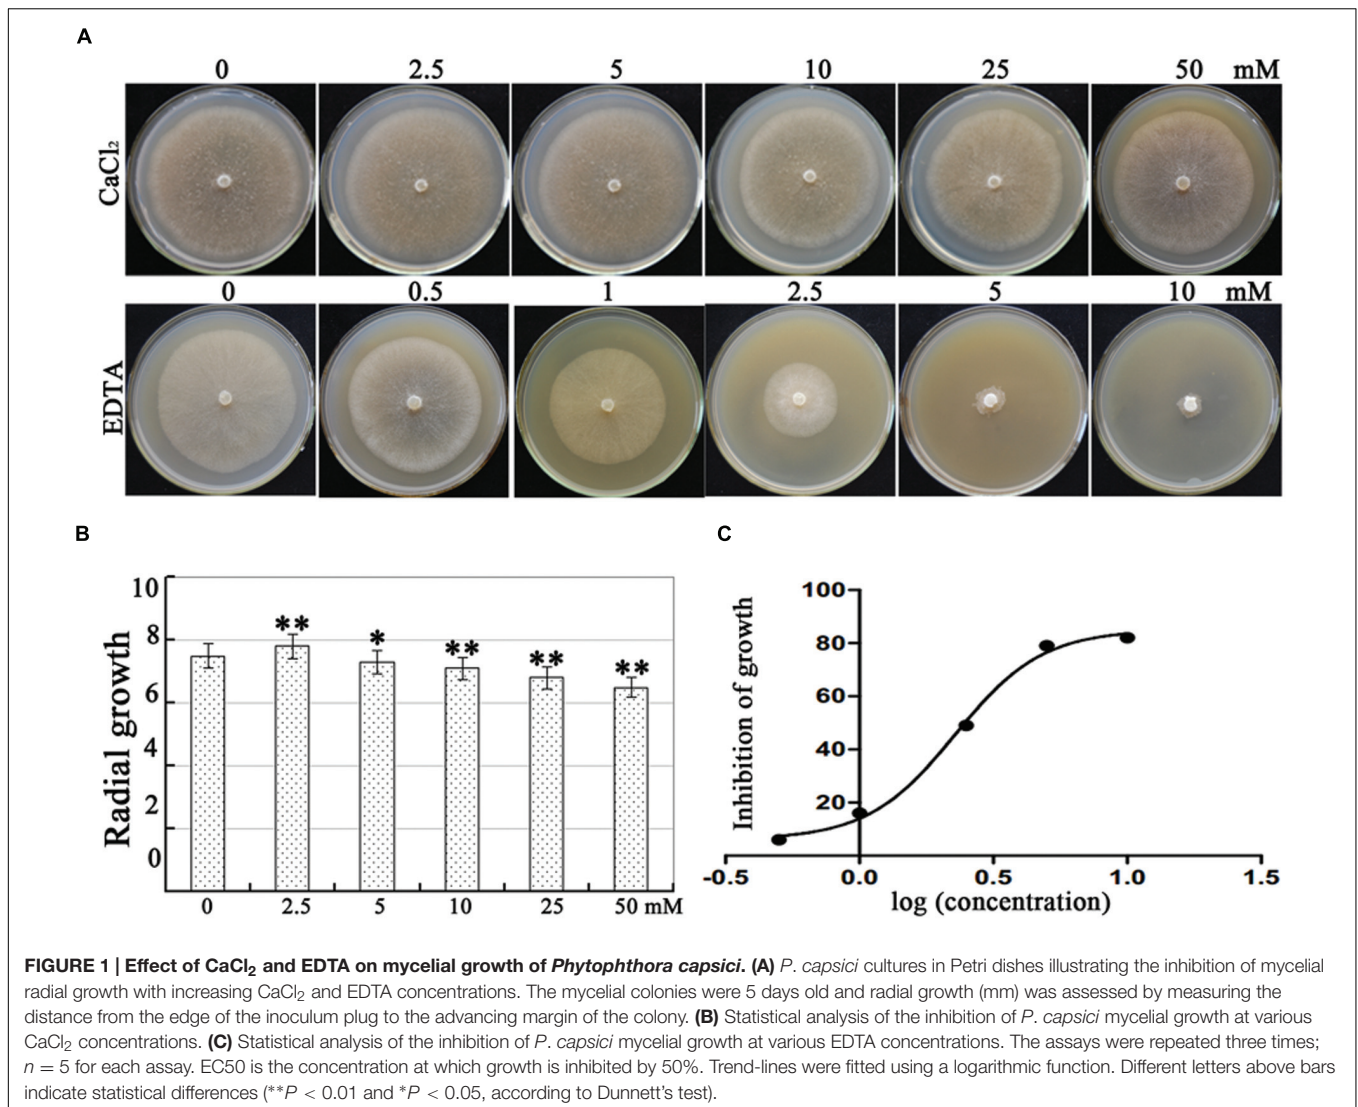 A
0 2.5 5 10 25 50 mM
CaCl₂
0 0.5 1 2.5 5 10 mM
EDTA
B
Radial growth
10
8
6
4
2
0
** * ** ** **
0 2.5 5 10 25 50 mM
C
Inhibition of growth
100
80
60
40
20
-0.5 0.0 0.5 1.0 1.5
log (concentration)
FIGURE 1 | Effect of CaCl₂ and EDTA on mycelial growth of Phytophthora capsici. (A) P. capsici cultures in Petri dishes illustrating the inhibition of mycelial
radial growth with increasing CaCl₂ and EDTA concentrations. The mycelial colonies were 5 days old and radial growth (mm) was assessed by measuring the
distance from the edge of the inoculum plug to the advancing margin of the colony. (B) Statistical analysis of the inhibition of P. capsici mycelial growth at various
CaCl₂ concentrations. (C) Statistical analysis of the inhibition of P. capsici mycelial growth at various EDTA concentrations. The assays were repeated three times;
n = 5 for each assay. EC50 is the concentration at which growth is inhibited by 50%. Trend-lines were fitted using a logarithmic function. Different letters above bars
indicate statistical differences (**P < 0.01 and *P < 0.05, according to Dunnett's test).